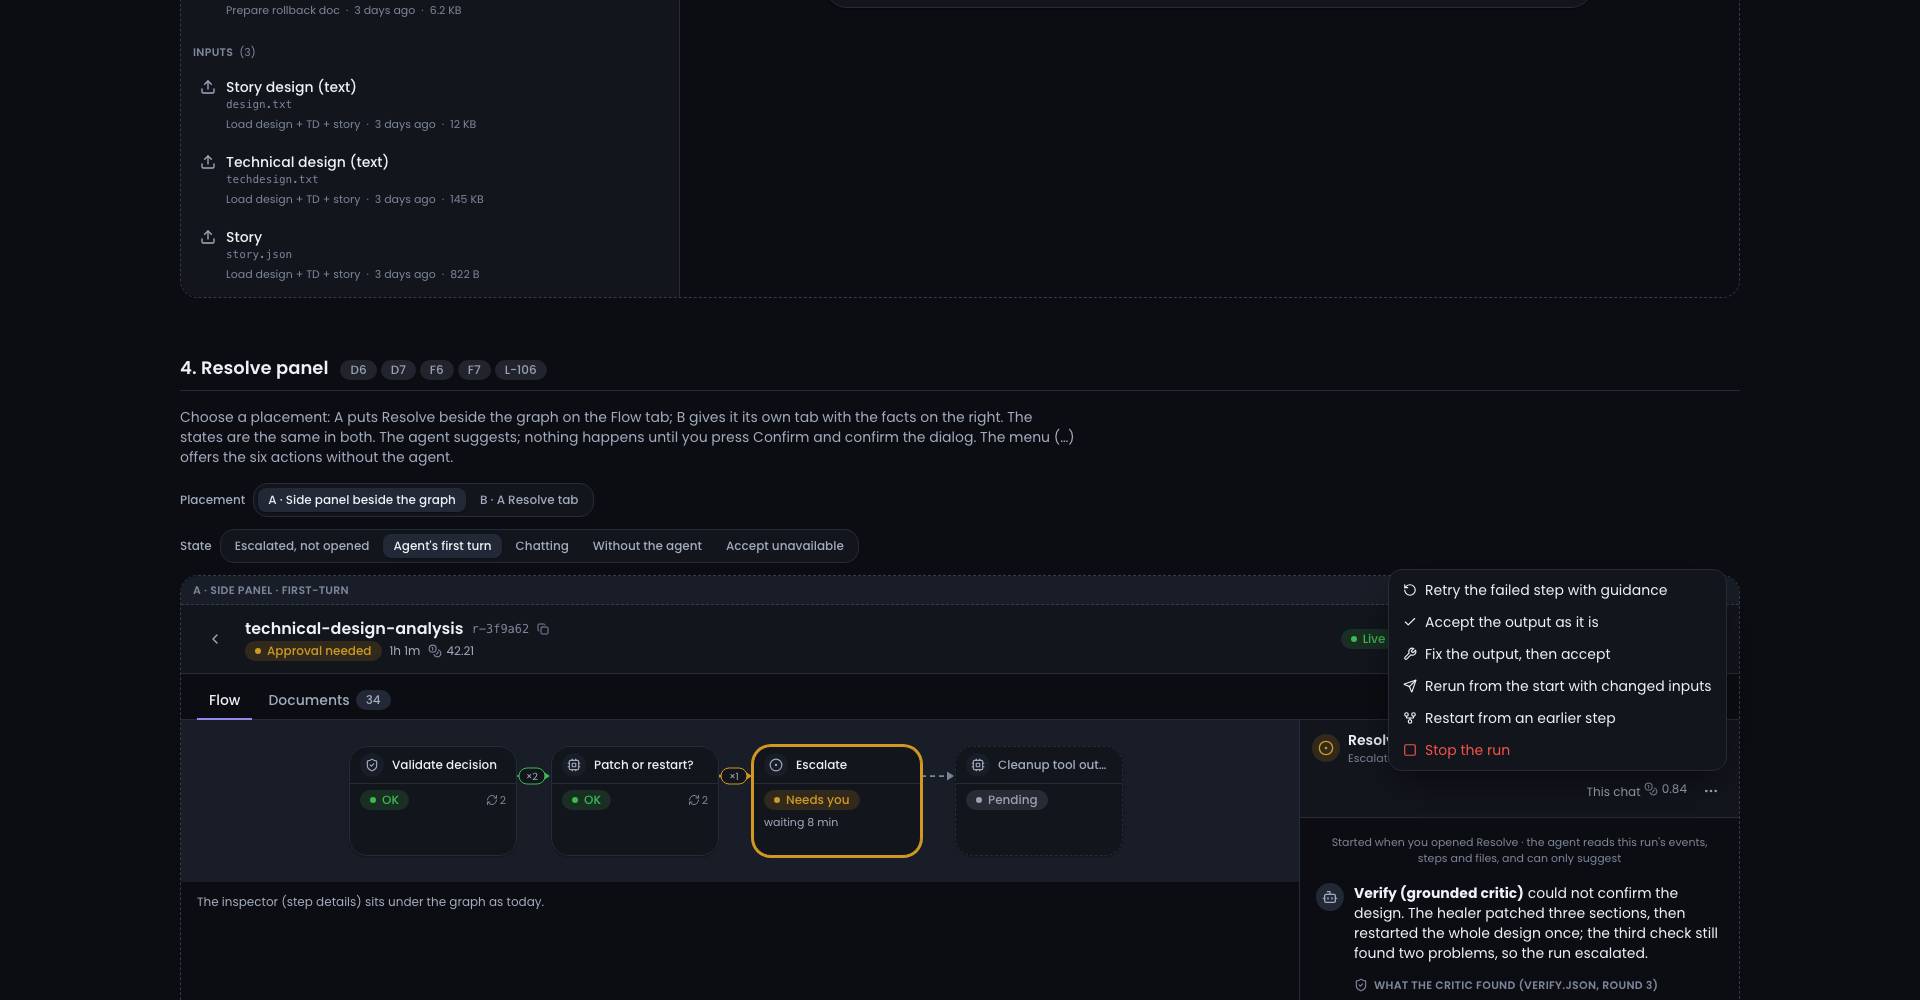 Prepare rollback doc · 3 days ago · 6.2 KB
INPUTS (3)
Story design (text)
design.txt
Load design + TD + story · 3 days ago · 12 KB
Technical design (text)
techdesign.txt
Load design + TD + story · 3 days ago · 145 KB
Story
story.json
Load design + TD + story · 3 days ago · 822 B
4. Resolve panel D6 D7 F6 F7 L-106
Choose a placement: A puts Resolve beside the graph on the Flow tab; B gives it its own tab with the facts on the right. The
states are the same in both. The agent suggests; nothing happens until you press Confirm and confirm the dialog. The menu (…)
offers the six actions without the agent.
Placement A · Side panel beside the graph B · A Resolve tab
State Escalated, not opened Agent's first turn Chatting Without the agent Accept unavailable
A · SIDE PANEL · FIRST-TURN
technical-design-analysis r-3f9a62
Approval needed 1h 1m 42.21
Live
Retry the failed step with guidance
Accept the output as it is
Fix the output, then accept
Rerun from the start with changed inputs
Restart from an earlier step
Stop the run
Flow Documents 34
Validate decision
OK 2
×2
Patch or restart?
OK 2
×1
Escalate
Needs you
waiting 8 min
Cleanup tool out…
Pending
The inspector (step details) sits under the graph as today.
This chat 0.84
Started when you opened Resolve · the agent reads this run's events,
steps and files, and can only suggest
Verify (grounded critic) could not confirm the
design. The healer patched three sections, then
restarted the whole design once; the third check still
found two problems, so the run escalated.
WHAT THE CRITIC FOUND (VERIFY.JSON, ROUND 3)